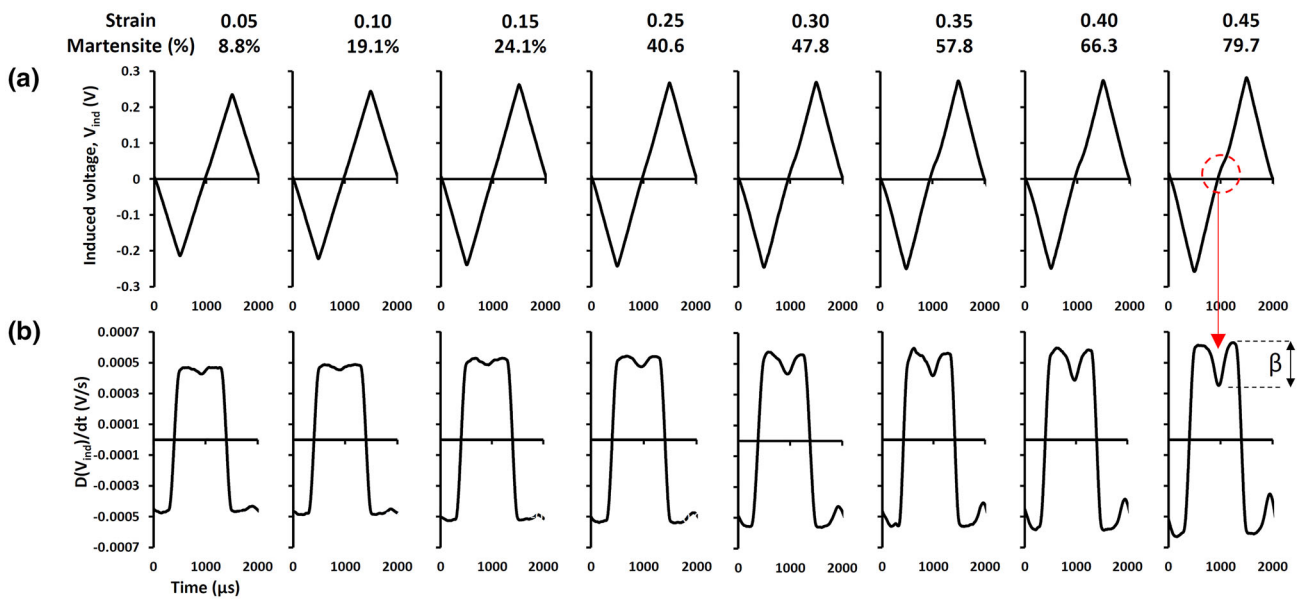 Strain 0.05 0.10 0.15 0.25 0.30 0.35 0.40 0.45
Martensite (%) 8.8% 19.1% 24.1% 40.6 47.8 57.8 66.3 79.7
(a)
Induced voltage, Vind (V)
0.3
0.2
0.1
0
-0.1
-0.2
-0.3
0 1000 2000 0 1000 2000 0 1000 2000 0 1000 2000 0 1000 2000 0 1000 2000 0 1000 2000 0 1000 2000
(b)
D(Vind)/dt (V/s)
0.0007
0.0005
0.0003
0.0001
-0.0001
-0.0003
-0.0005
-0.0007
β
0 1000 2000 0 1000 2000 0 1000 2000 0 1000 2000 0 1000 2000 0 1000 2000 0 1000 2000 0 1000 2000
Time (μs)